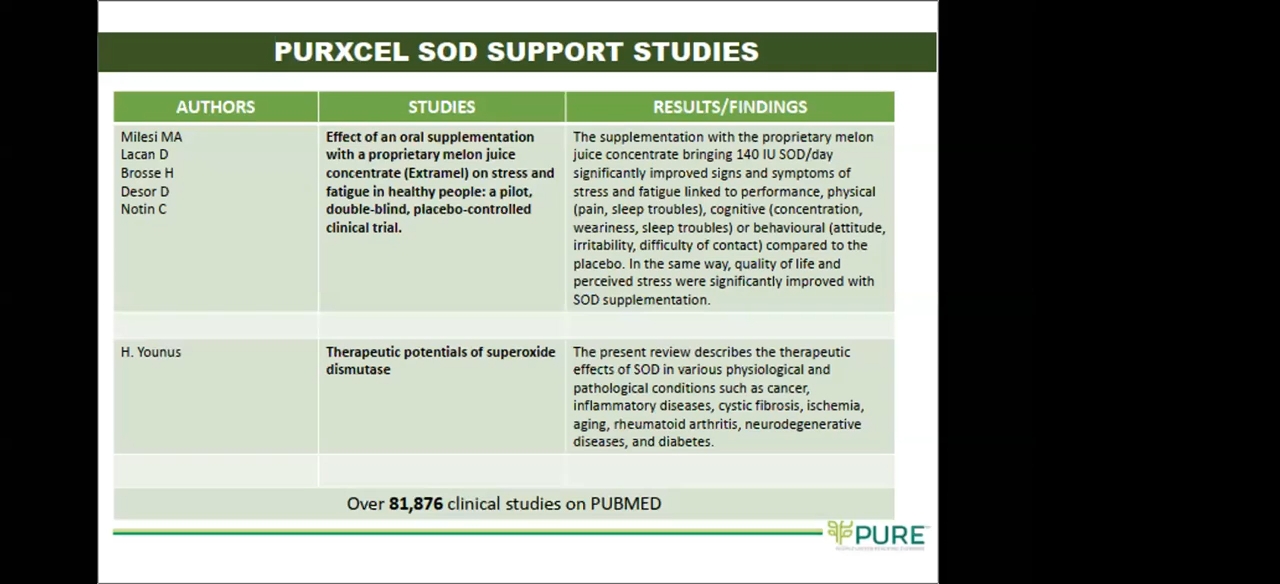 PURXCEL SOD SUPPORT STUDIES
AUTHORS
STUDIES
RESULTS/FINDINGS
Milesi MA
Lacan D
Brosse H
Desor D
Notin C
Effect of an oral supplementation
with a proprietary melon juice
concentrate (Extramel) on stress and
fatigue in healthy people: a pilot,
double-blind, placebo-controlled
clinical trial.
The supplementation with the proprietary melon
juice concentrate bringing 140 IU SOD/day
significantly improved signs and symptoms of
stress and fatigue linked to performance, physical
(pain, sleep troubles), cognitive (concentration,
weariness, sleep troubles) or behavioural (attitude,
irritability, difficulty of contact) compared to the
placebo. In the same way, quality of life and
perceived stress were significantly improved with
SOD supplementation.
H. Younus
Therapeutic potentials of superoxide
dismutase
The present review describes the therapeutic
effects of SOD in various physiological and
pathological conditions such as cancer,
inflammatory diseases, cystic fibrosis, ischemia,
aging, rheumatoid arthritis, neurodegenerative
diseases, and diabetes.
Over 81,876 clinical studies on PUBMED
PURE